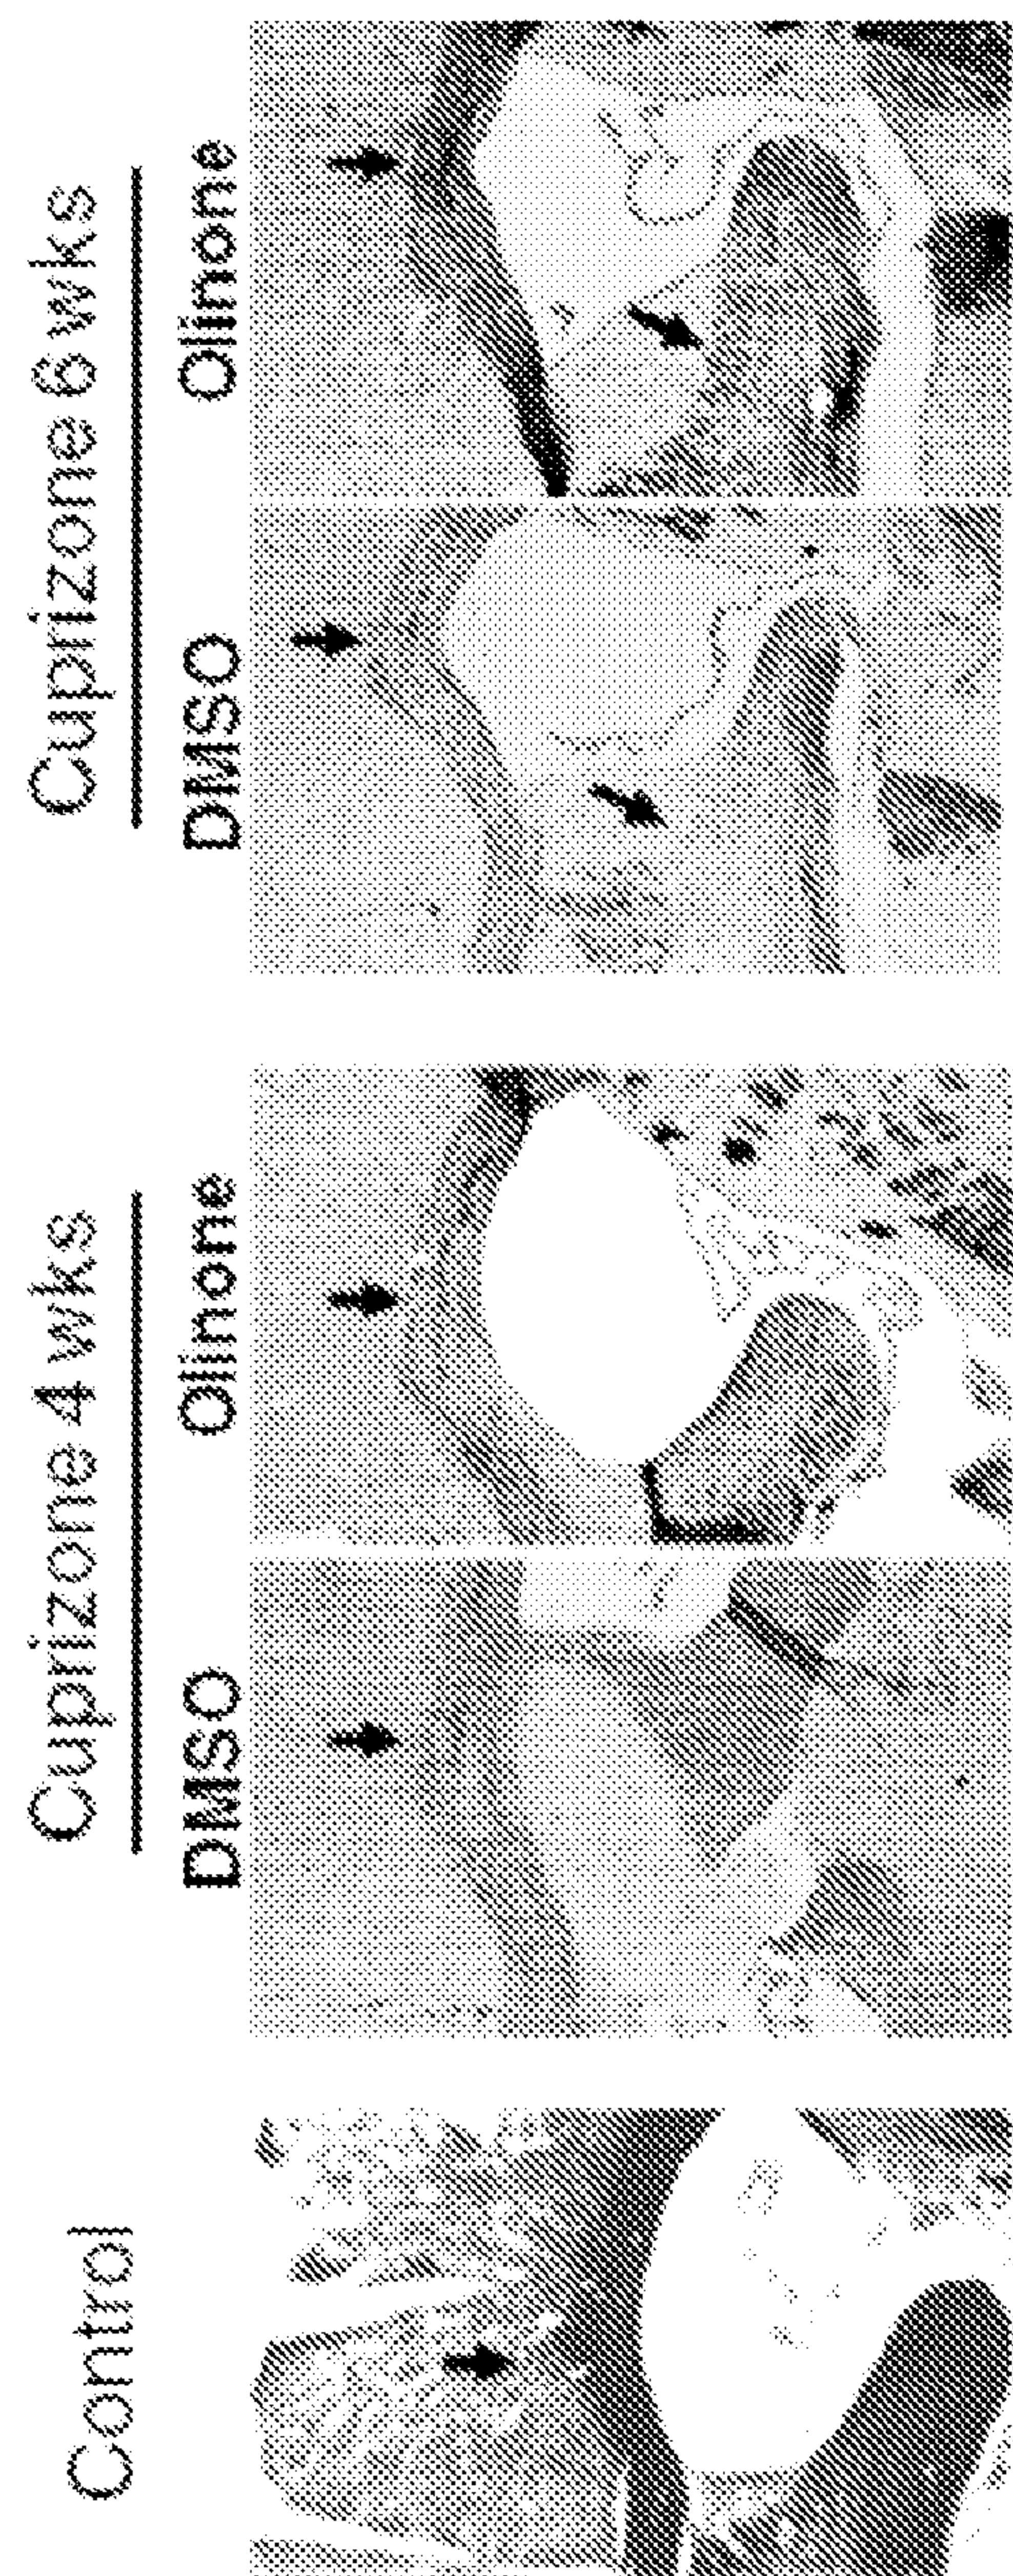 Control
Cuprizone 4 wks
Cuprizone 6 wks
DMSO
Olinone
DMSO
Olinone